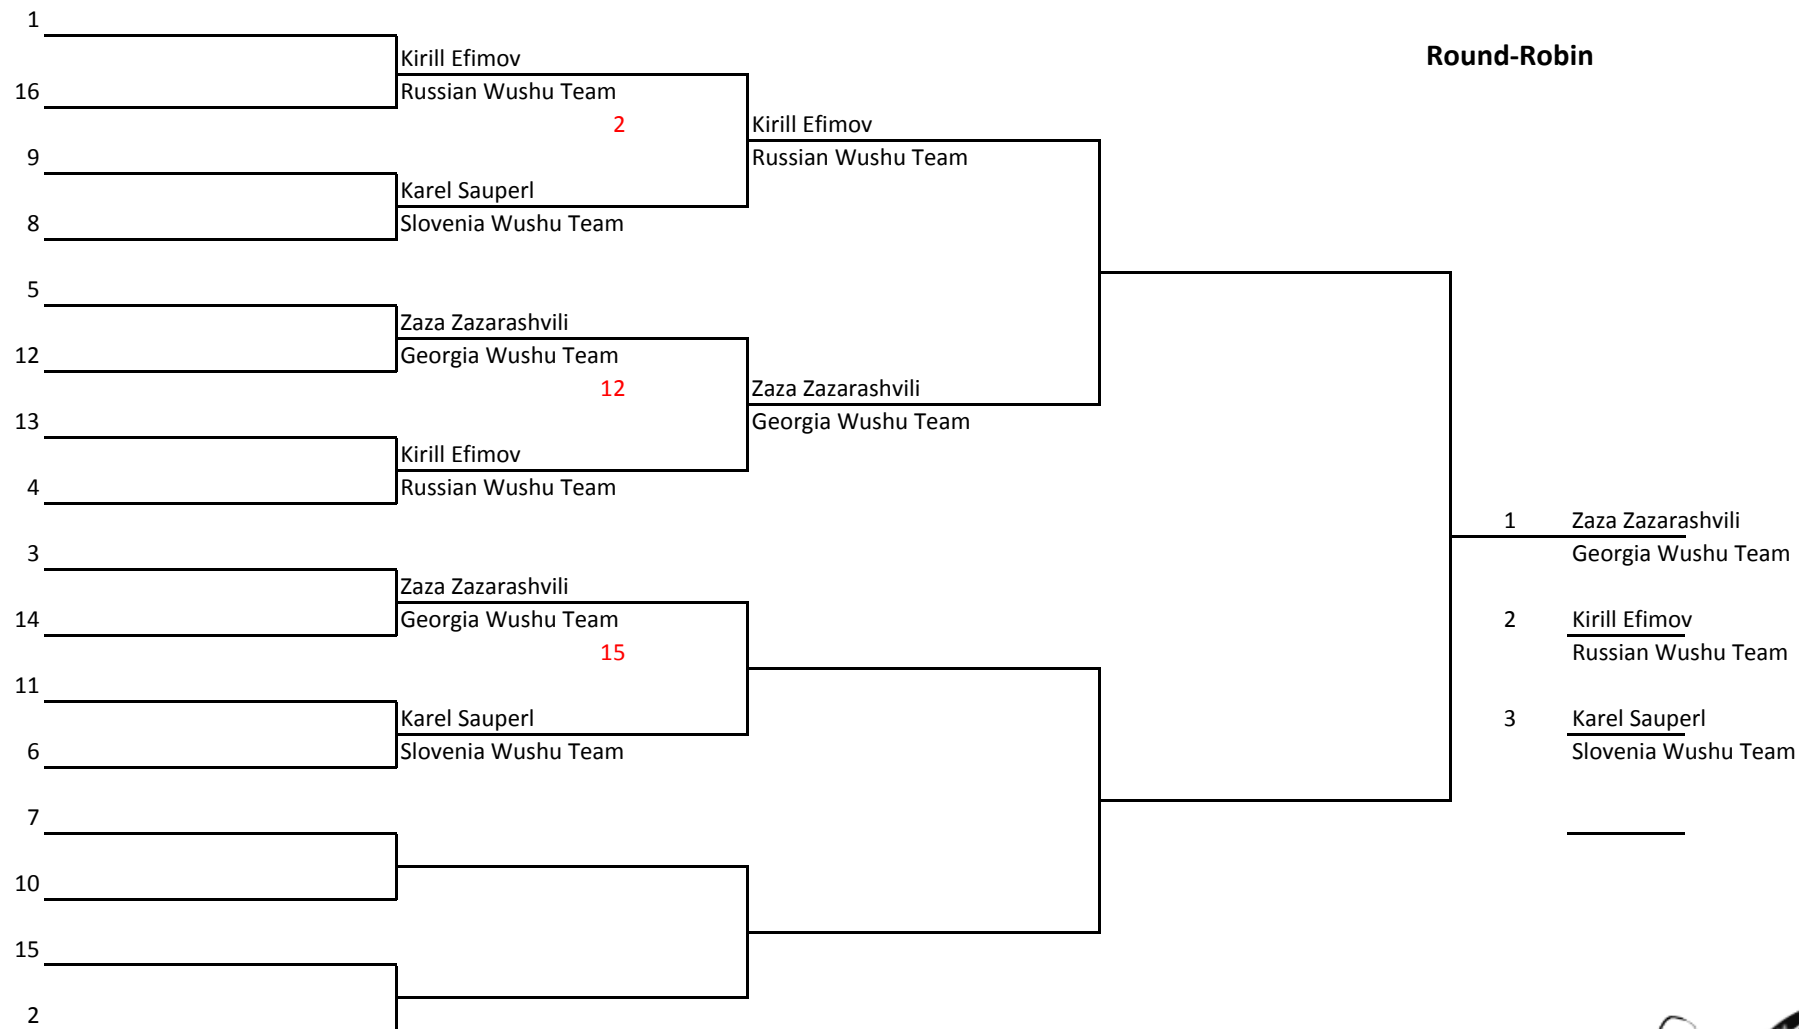 1
Kirill Efimov
Round-Robin
16
Russian Wushu Team
2
Kirill Efimov
9
Russian Wushu Team
Karel Sauperl
8
Slovenia Wushu Team
5
Zaza Zazarashvili
12
Georgia Wushu Team
12
Zaza Zazarashvili
13
Georgia Wushu Team
Kirill Efimov
4
Russian Wushu Team
1
Zaza Zazarashvili
3
Georgia Wushu Team
Zaza Zazarashvili
14
Georgia Wushu Team
2
Kirill Efimov
15
Russian Wushu Team
11
Karel Sauperl
3
Karel Sauperl
6
Slovenia Wushu Team
Slovenia Wushu Team
7
10
15
2